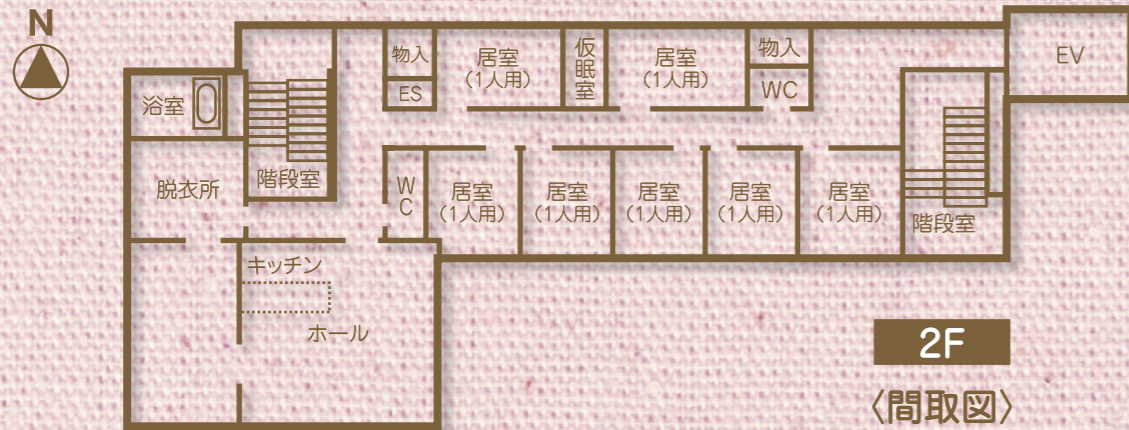 N
物入
居室
(1人用)
仮眠室
居室
(1人用)
物入
EV
浴室
ES
WC
脱衣所
階段室
WC
居室
(1人用)
居室
(1人用)
居室
(1人用)
居室
(1人用)
居室
(1人用)
階段室
キッチン
ホール
2F
〈間取図〉